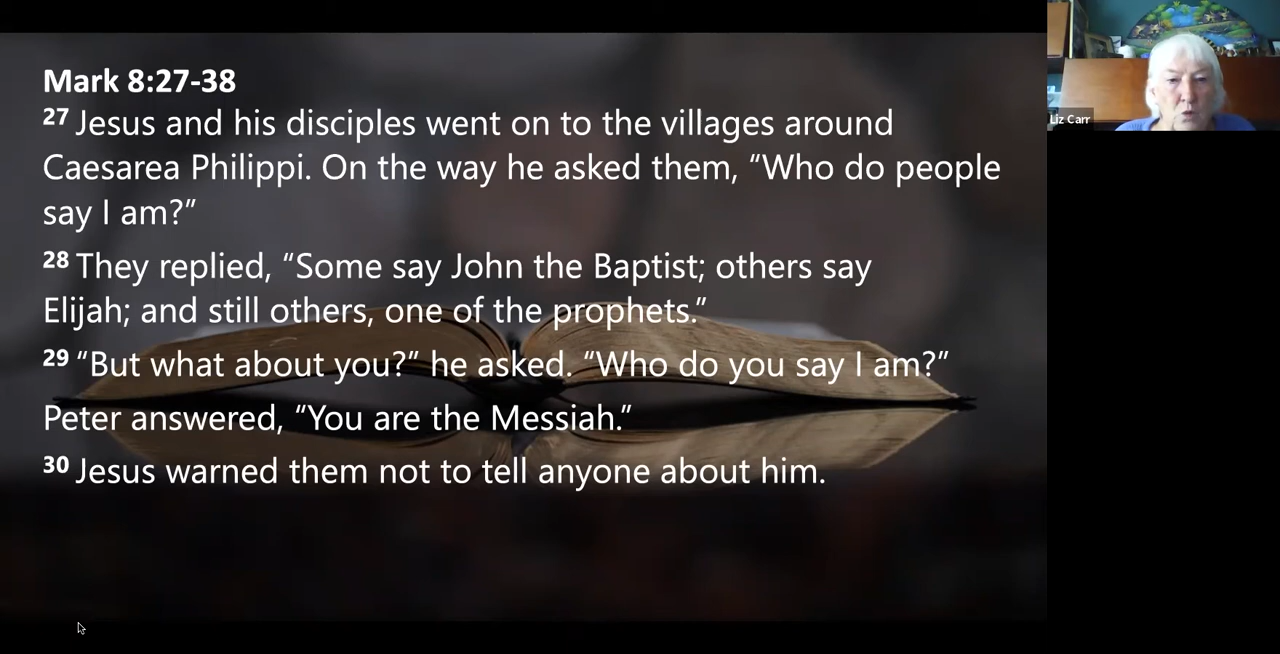 Mark 8:27-38
27 Jesus and his disciples went on to the villages around
Caesarea Philippi. On the way he asked them, “Who do people
say I am?”
28 They replied, “Some say John the Baptist; others say
Elijah; and still others, one of the prophets.”
29 “But what about you?” he asked. “Who do you say I am?”
Peter answered, “You are the Messiah.”
30 Jesus warned them not to tell anyone about him.
Liz Carr